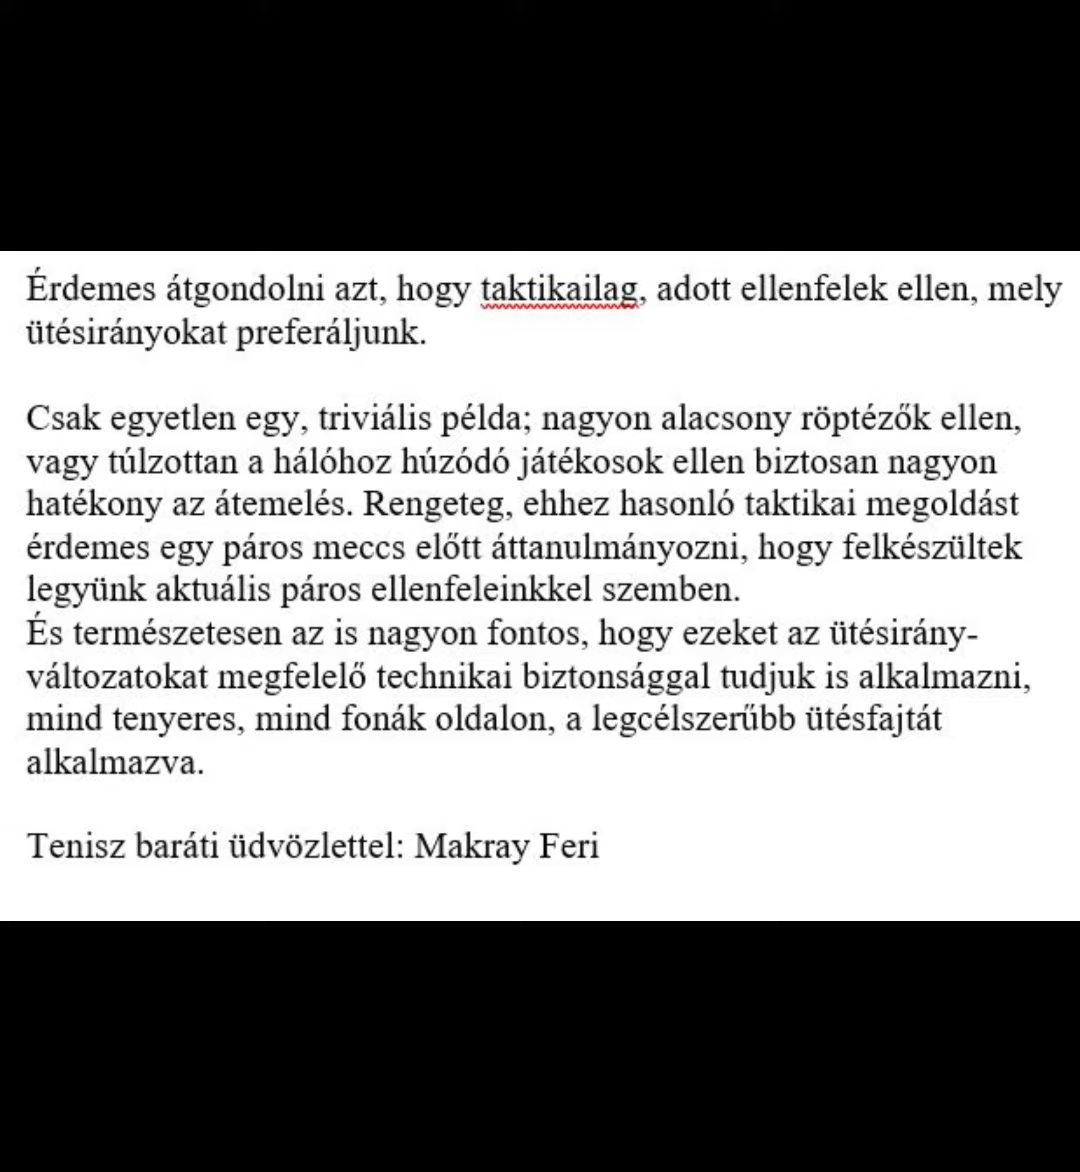 Érdemes átgondolni azt, hogy taktikailag, adott ellenfelek ellen, mely
ütésirányokat preferáljunk.
Csak egyetlen egy, triviális példa; nagyon alacsony röptézők ellen,
vagy túlzottan a hálóhoz húzódó játékosok ellen biztosan nagyon
hatékony az átemelés. Rengeteg, ehhez hasonló taktikai megoldást
érdemes egy páros meccs előtt áttanulmányozni, hogy felkészültek
legyünk aktuális páros ellenfeleinkkel szemben.
És természetesen az is nagyon fontos, hogy ezeket az ütésirány-
változatokat megfelelő technikai biztonsággal tudjuk is alkalmazni,
mind tenyeres, mind fonák oldalon, a legcélszerűbb ütésfajtát
alkalmazva.
Tenisz baráti üdvözlettel: Makray Feri